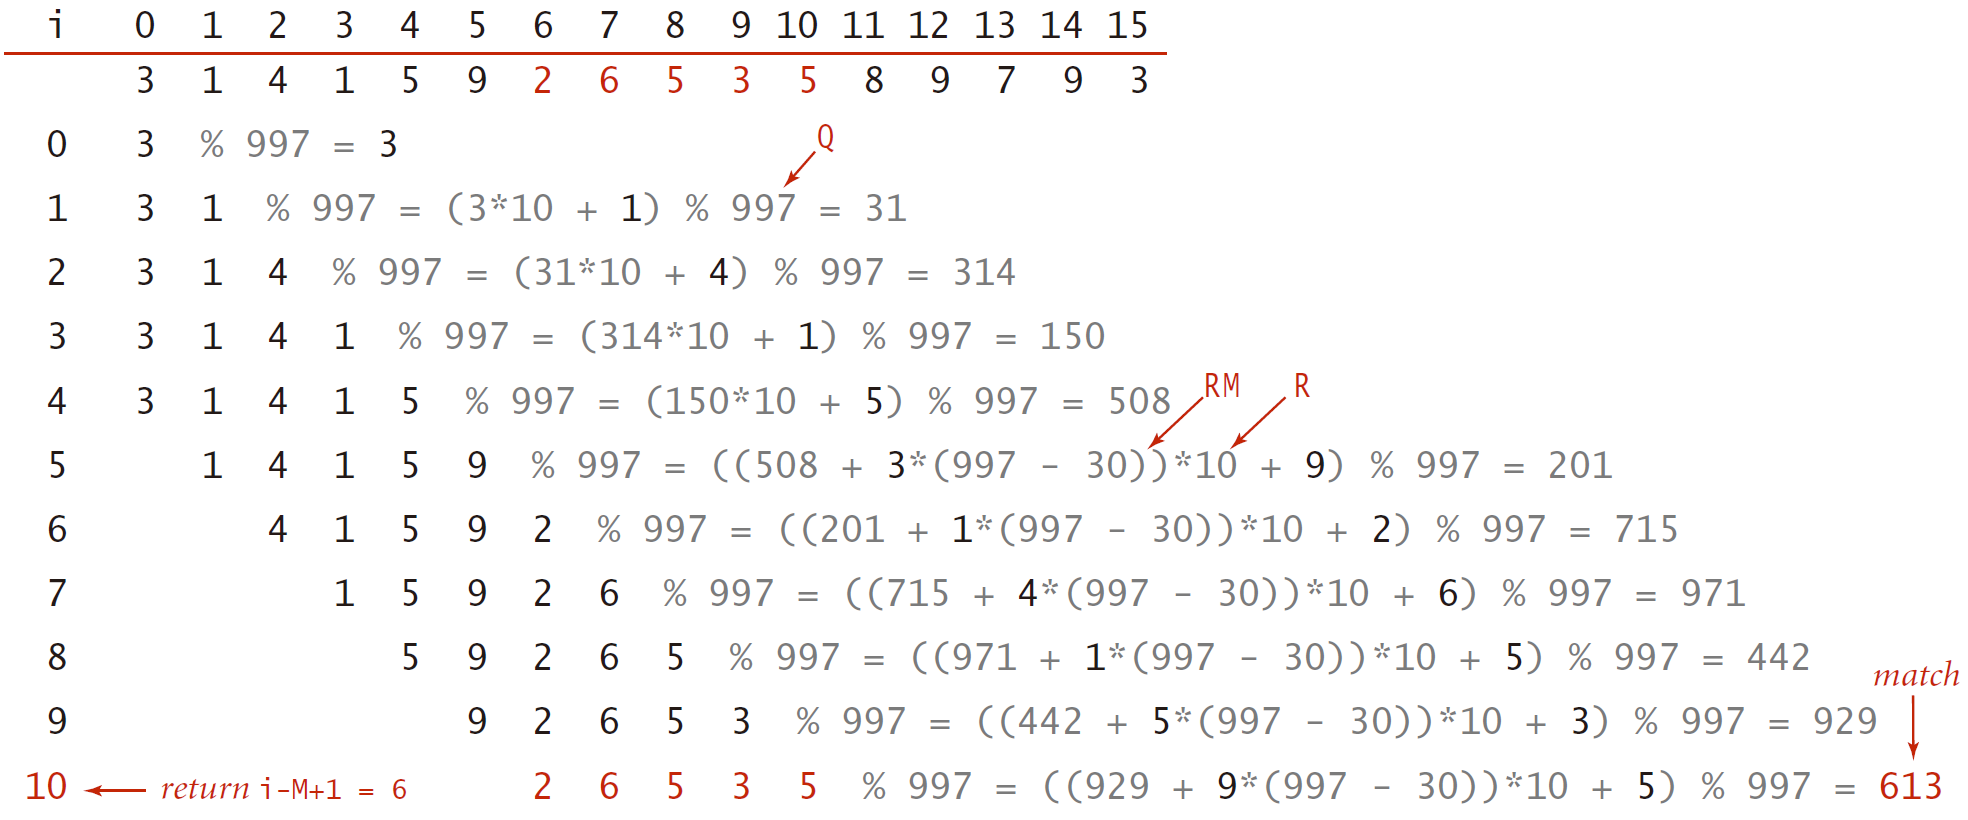 i 0 1 2 3 4 5 6 7 8 9 10 11 12 13 14 15
3 1 4 1 5 9 2 6 5 3 5 8 9 7 9 3
0 3 % 997 = 3
Q
1 3 1 % 997 = (3*10 + 1) % 997 = 31
2 3 1 4 % 997 = (31*10 + 4) % 997 = 314
3 3 1 4 1 % 997 = (314*10 + 1) % 997 = 150
RM R
4 3 1 4 1 5 % 997 = (150*10 + 5) % 997 = 508
5 1 4 1 5 9 % 997 = ((508 + 3*(997 - 30))*10 + 9) % 997 = 201
6 4 1 5 9 2 % 997 = ((201 + 1*(997 - 30))*10 + 2) % 997 = 715
7 1 5 9 2 6 % 997 = ((715 + 4*(997 - 30))*10 + 6) % 997 = 971
8 5 9 2 6 5 % 997 = ((971 + 1*(997 - 30))*10 + 5) % 997 = 442
match
9 9 2 6 5 3 % 997 = ((442 + 5*(997 - 30))*10 + 3) % 997 = 929
10 return i-M+1 = 6 2 6 5 3 5 % 997 = ((929 + 9*(997 - 30))*10 + 5) % 997 = 613